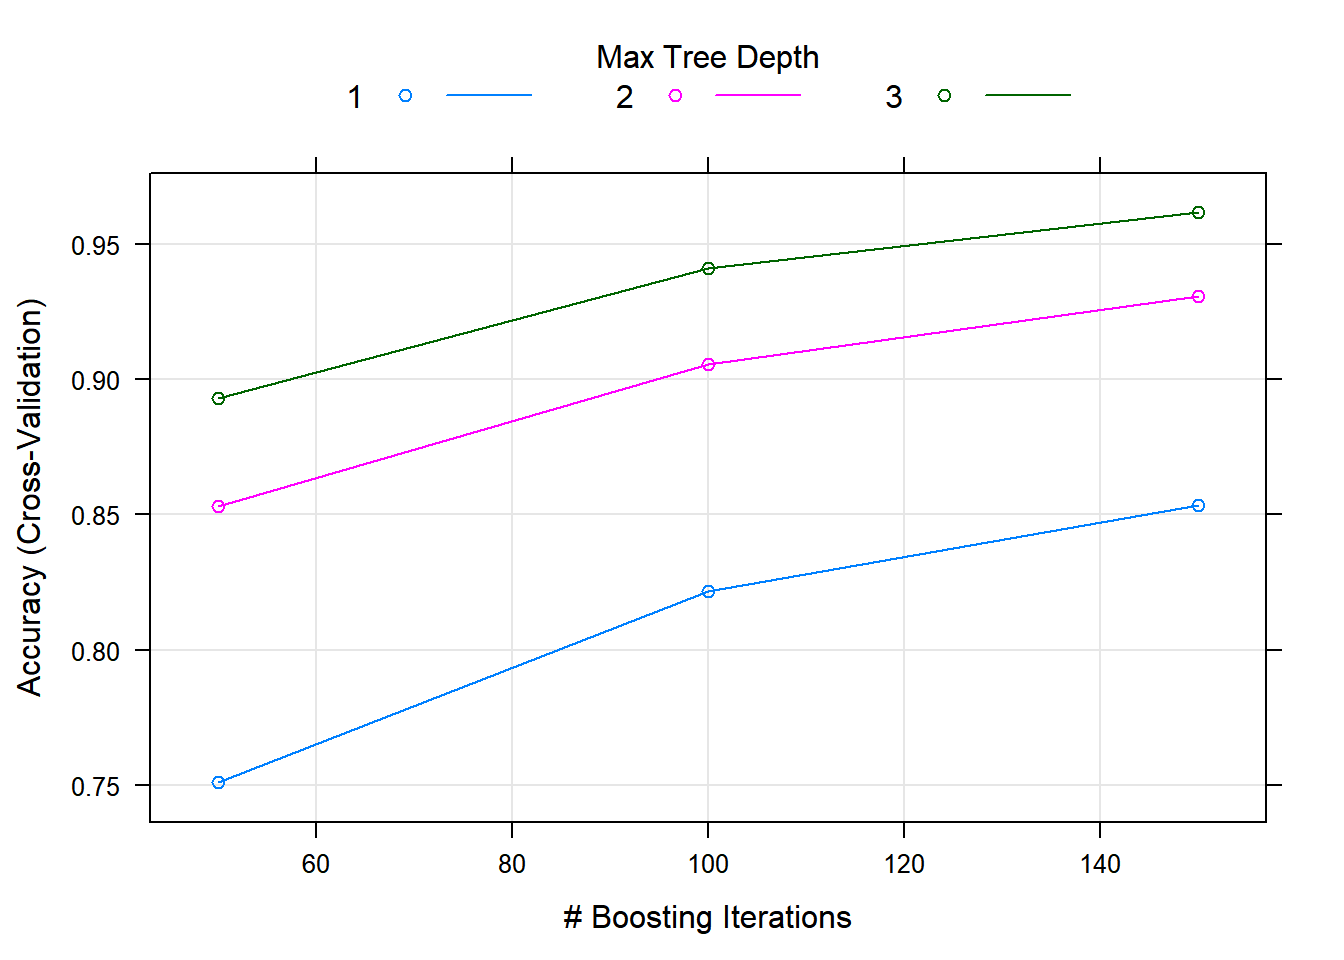 Max Tree Depth
1 2 3
0.95
0.90
0.85
0.80
0.75
Accuracy (Cross-Validation)
60 80 100 120 140
# Boosting Iterations